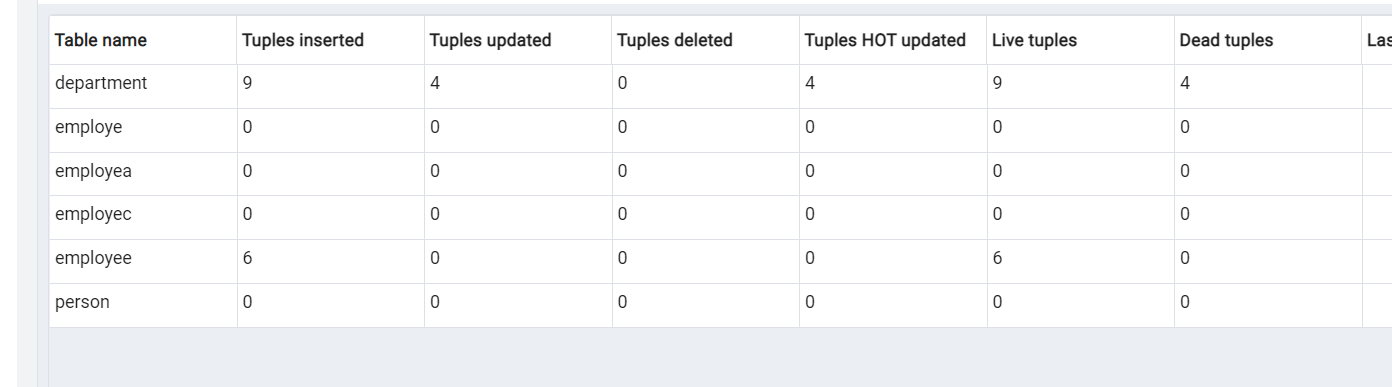 Table name Tuples inserted Tuples updated Tuples deleted Tuples HOT updated Live tuples Dead tuples Las
department 9 4 0 4 9 4
employe 0 0 0 0 0 0
employea 0 0 0 0 0 0
employec 0 0 0 0 0 0
employee 6 0 0 0 6 0
person 0 0 0 0 0 0